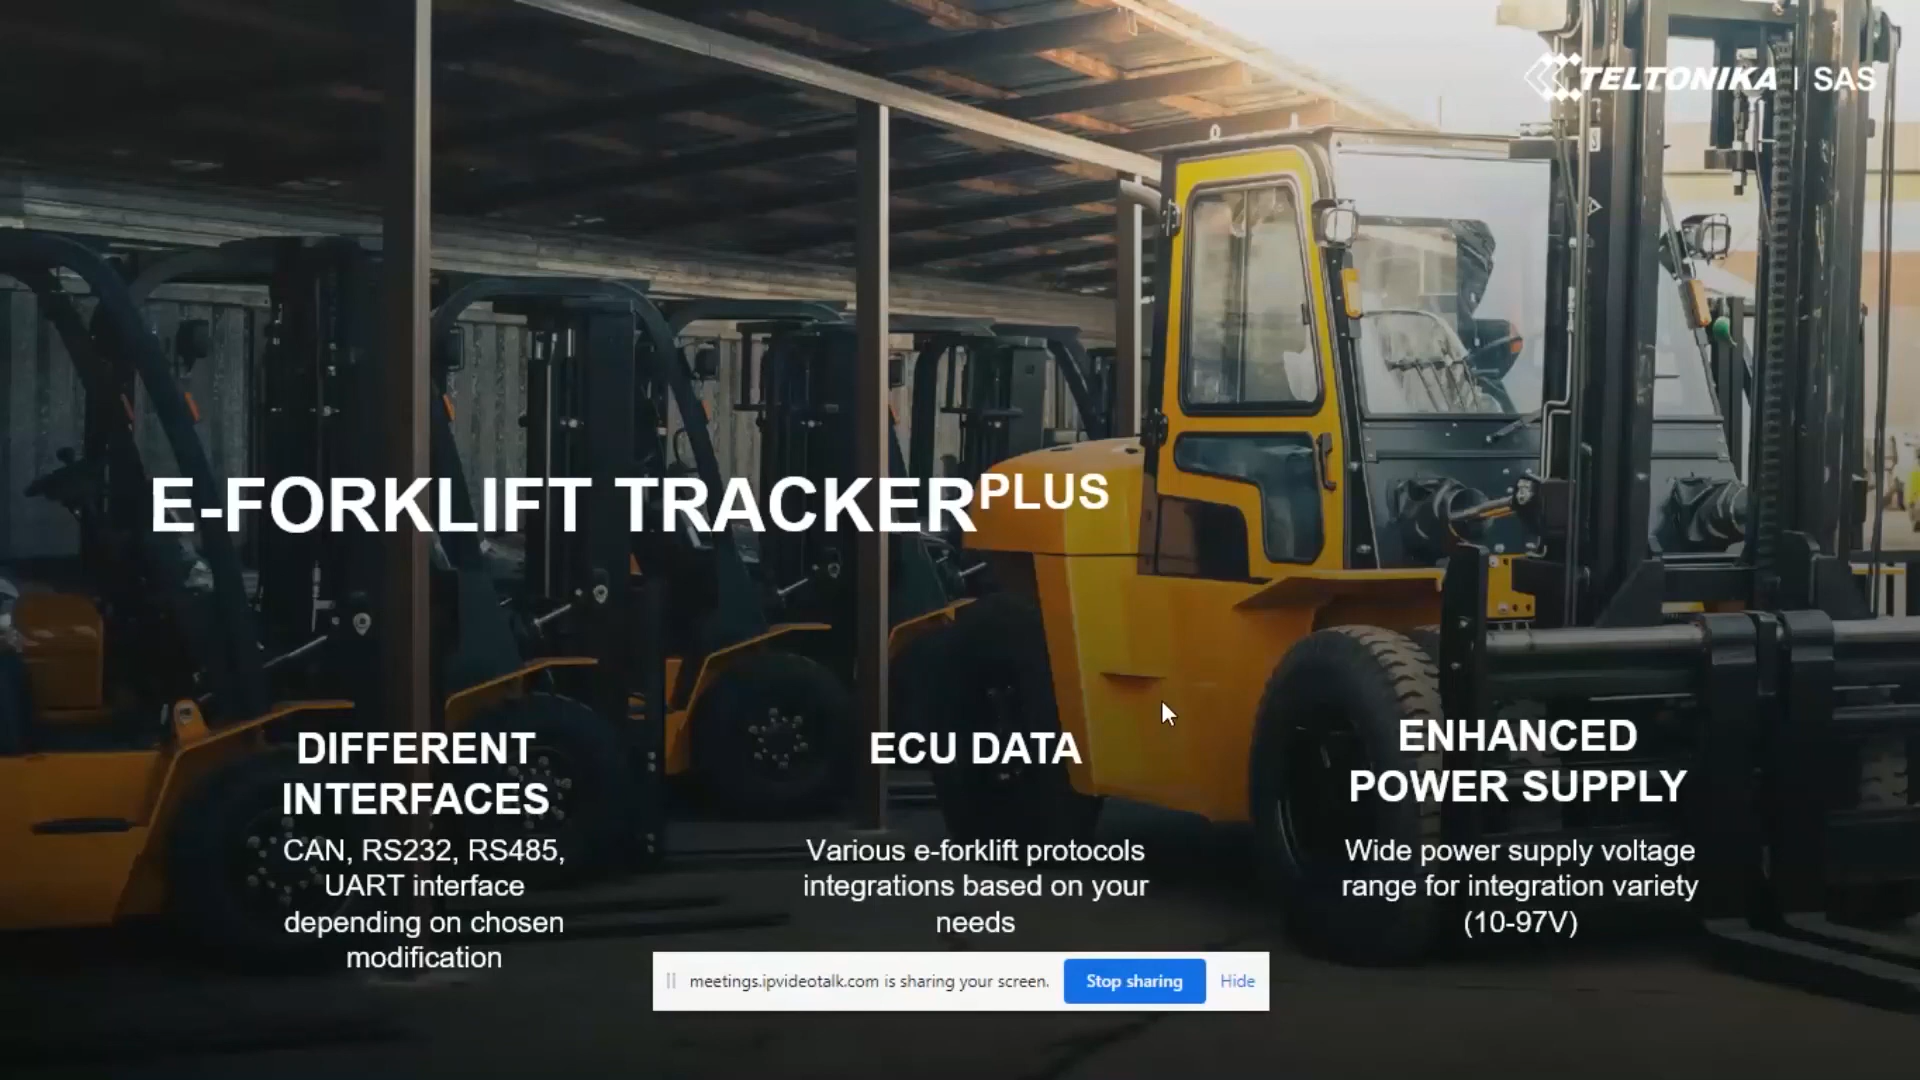 TELTONIKA | SAS
E-FORKLIFT TRACKERPLUS
DIFFERENT
INTERFACES
CAN, RS232, RS485,
UART interface
depending on chosen
modification
ECU DATA
Various e-forklift protocols
integrations based on your
needs
ENHANCED
POWER SUPPLY
Wide power supply voltage
range for integration variety
(10-97V)
meetings.ipvideotalk.com is sharing your screen. Stop sharing Hide